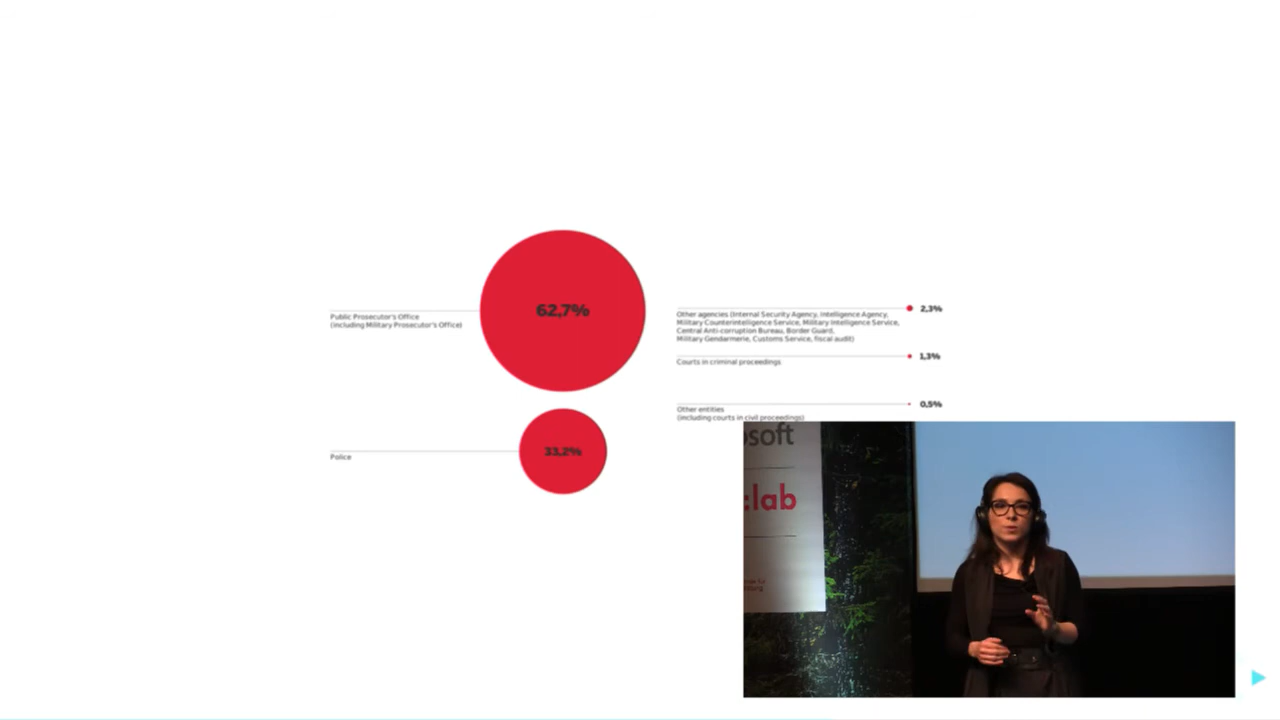 62,7%
Public Prosecutor's Office
(including Military Prosecutor's Office)
33,2%
Police
2,3%
Other agencies (Internal Security Agency, Intelligence Agency,
Military Counterintelligence Service, Military Intelligence Service,
Central Anti-corruption Bureau, Border Guard,
Military Gendarmerie, Customs Service, fiscal audit)
1,3%
Courts in criminal proceedings
0,5%
Other entities
(including courts in civil proceedings)
osoft
:lab